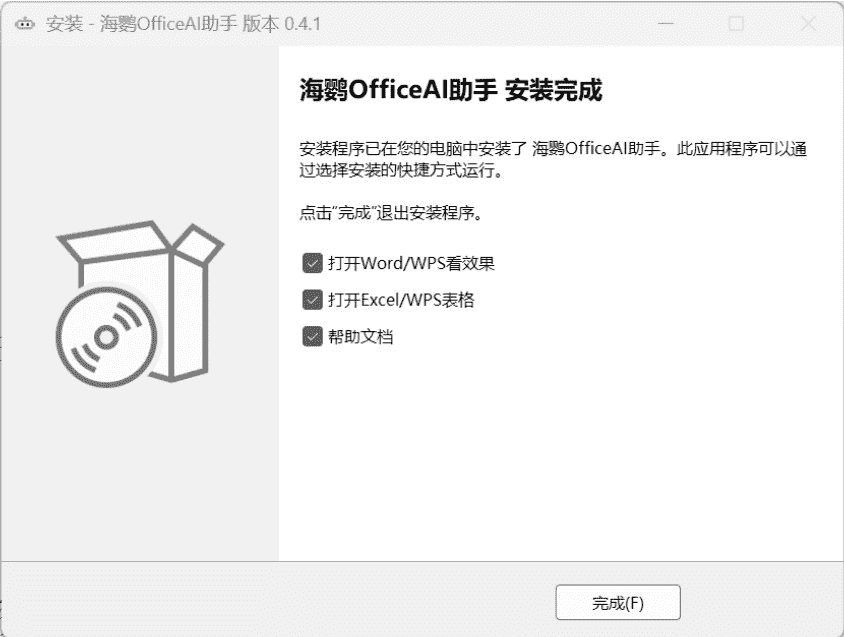 安装 - 海鹦OfficeAI助手 版本 0.4.1
海鹦OfficeAI助手 安装完成
安装程序已在您的电脑中安装了 海鹦OfficeAI助手。此应用程序可以通
过选择安装的快捷方式运行。
点击“完成”退出安装程序。
打开Word/WPS看效果
打开Excel/WPS表格
帮助文档
完成(F)